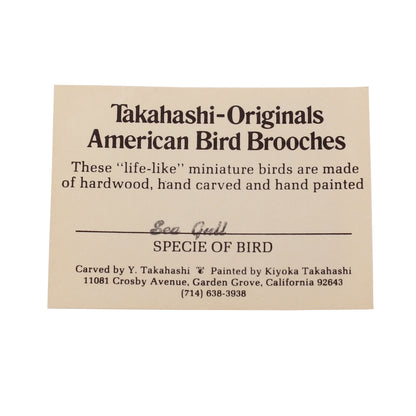 Takahashi-Originals
American Bird Brooches
These "life-like" miniature birds are made
of hardwood, hand carved and hand painted
Sea Gull
SPECIE OF BIRD
Carved by Y. Takahashi ❦ Painted by Kiyoka Takahashi
11081 Crosby Avenue, Garden Grove, California 92643
(714) 638-3938